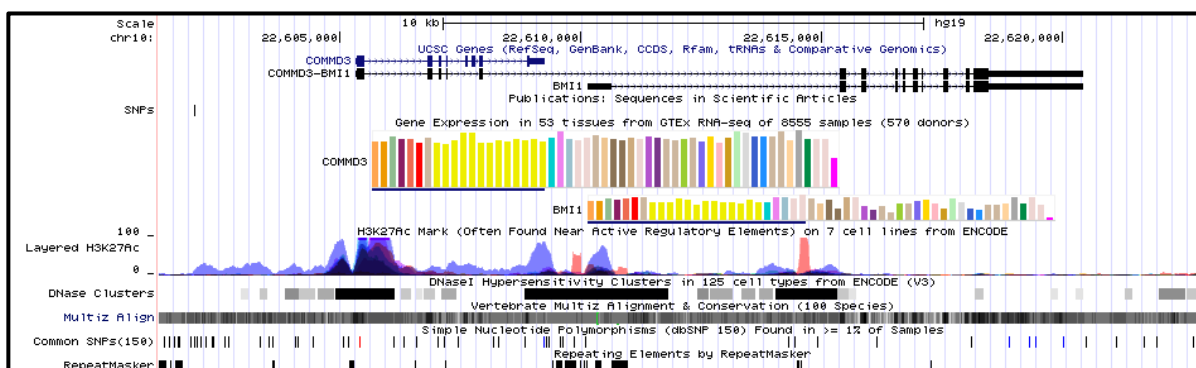 Scale 10 kb hg19
chr10: 22,605,000 22,610,000 22,615,000 22,620,000
UCSC Genes (RefSeq, GenBank, CCDS, Rfam, tRNAs & Comparative Genomics)
COMMD3
COMMD3-BMI1
BMI1
Publications: Sequences in Scientific Articles
SNPs
Gene Expression in 53 tissues from GTEx RNA-seq of 8555 samples (570 donors)
COMMD3
BMI1
H3K27Ac Mark (Often Found Near Active Regulatory Elements) on 7 cell lines from ENCODE
100 _
Layered H3K27Ac
0 _
DNaseI Hypersensitivity Clusters in 125 cell types from ENCODE (V3)
DNase Clusters
Vertebrate Multiz Alignment & Conservation (100 Species)
Multiz Align
Simple Nucleotide Polymorphisms (dbSNP 150) Found in >= 1% of Samples
Common SNPs(150)
Repeating Elements by RepeatMasker
RepeatMasker